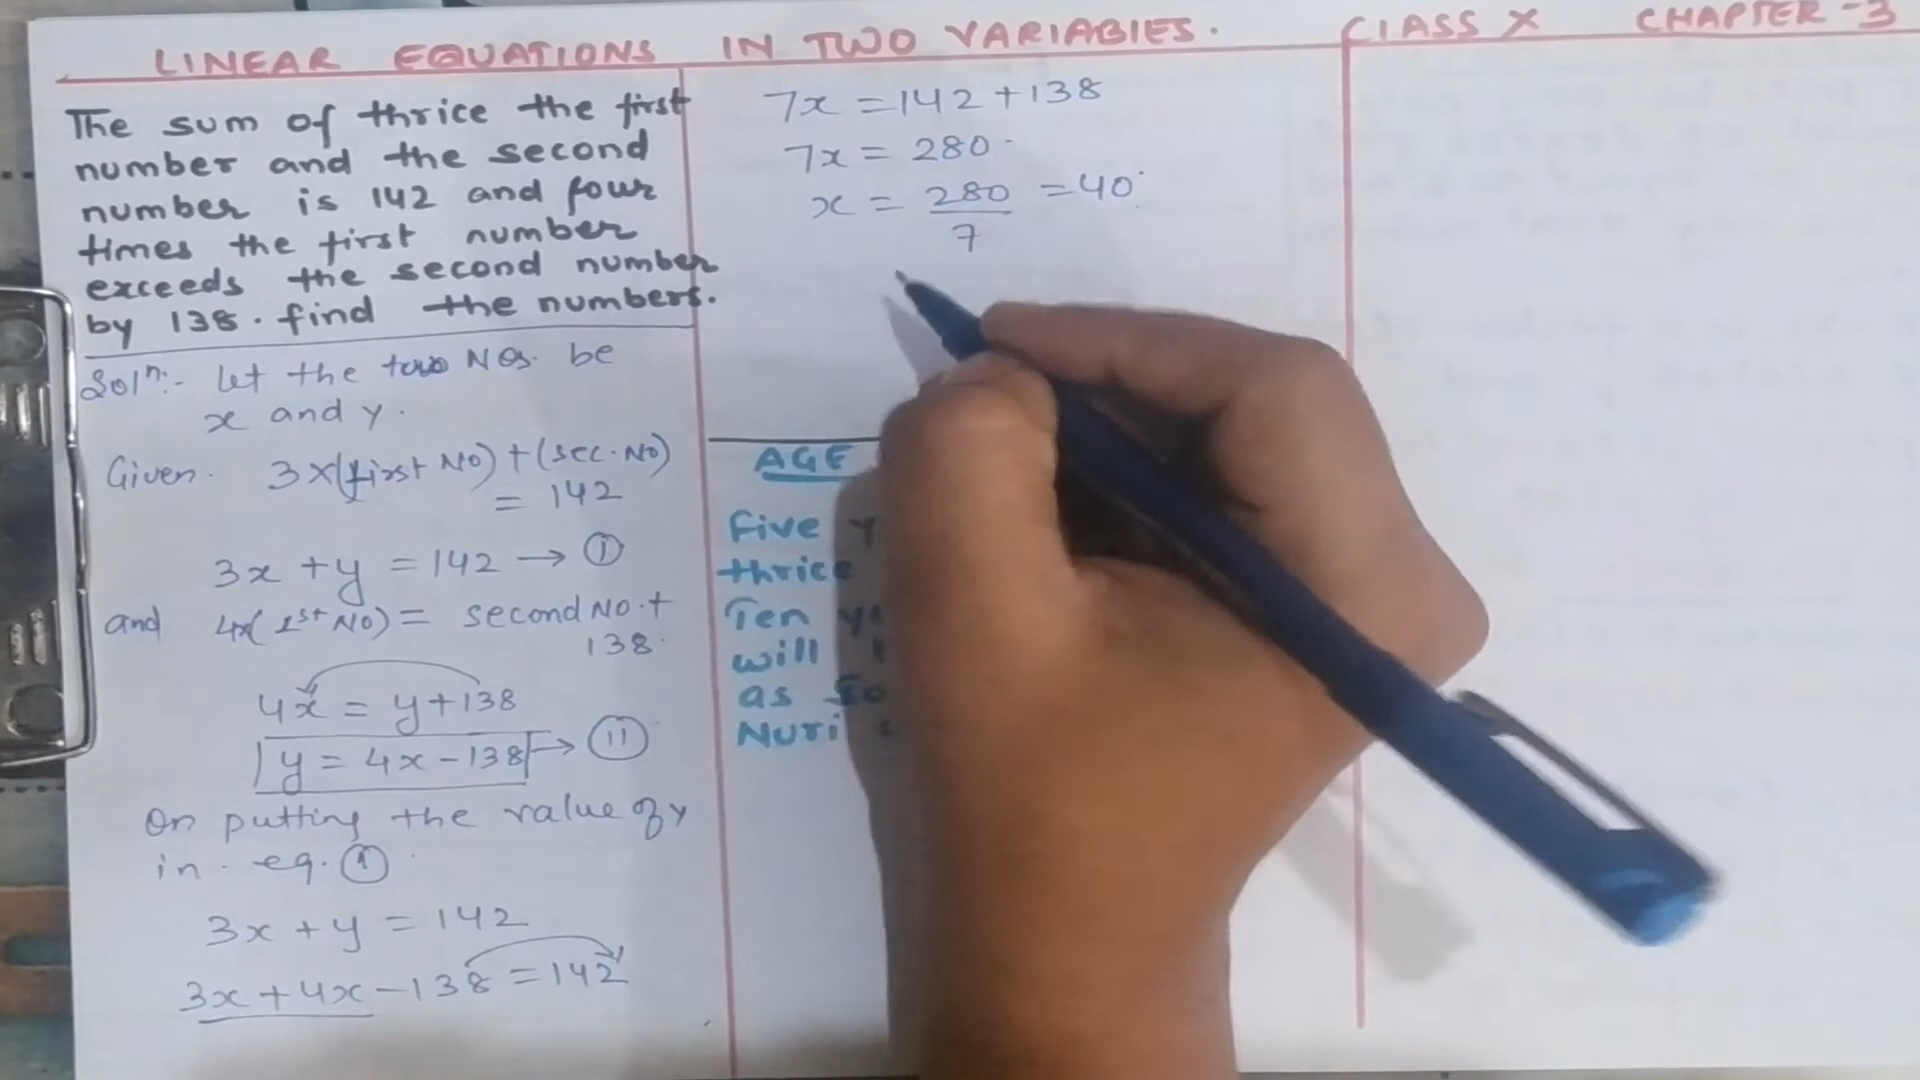 LINEAR EQUATIONS IN TWO VARIABLES. CLASS X CHAPTER-3
The sum of thrice the first
number and the second
number is 142 and four
times the first number
exceeds the second number
by 138. find the numbers.
Solⁿ:- Let the two NOs. be
x and y.
Given. 3×(first NO)+(sec. NO)
= 142
3x + y = 142 → (I)
and 4x(1st NO) = second NO. +
138.
4x = y + 138
y = 4x - 138 → (II)
On putting the value of y
in. eq. (1)
3x + y = 142
3x + 4x - 138 = 142
7x = 142 + 138
7x = 280.
x = 280/7 = 40.
AGE
Five
thrice
Ten
will
as
Nuri